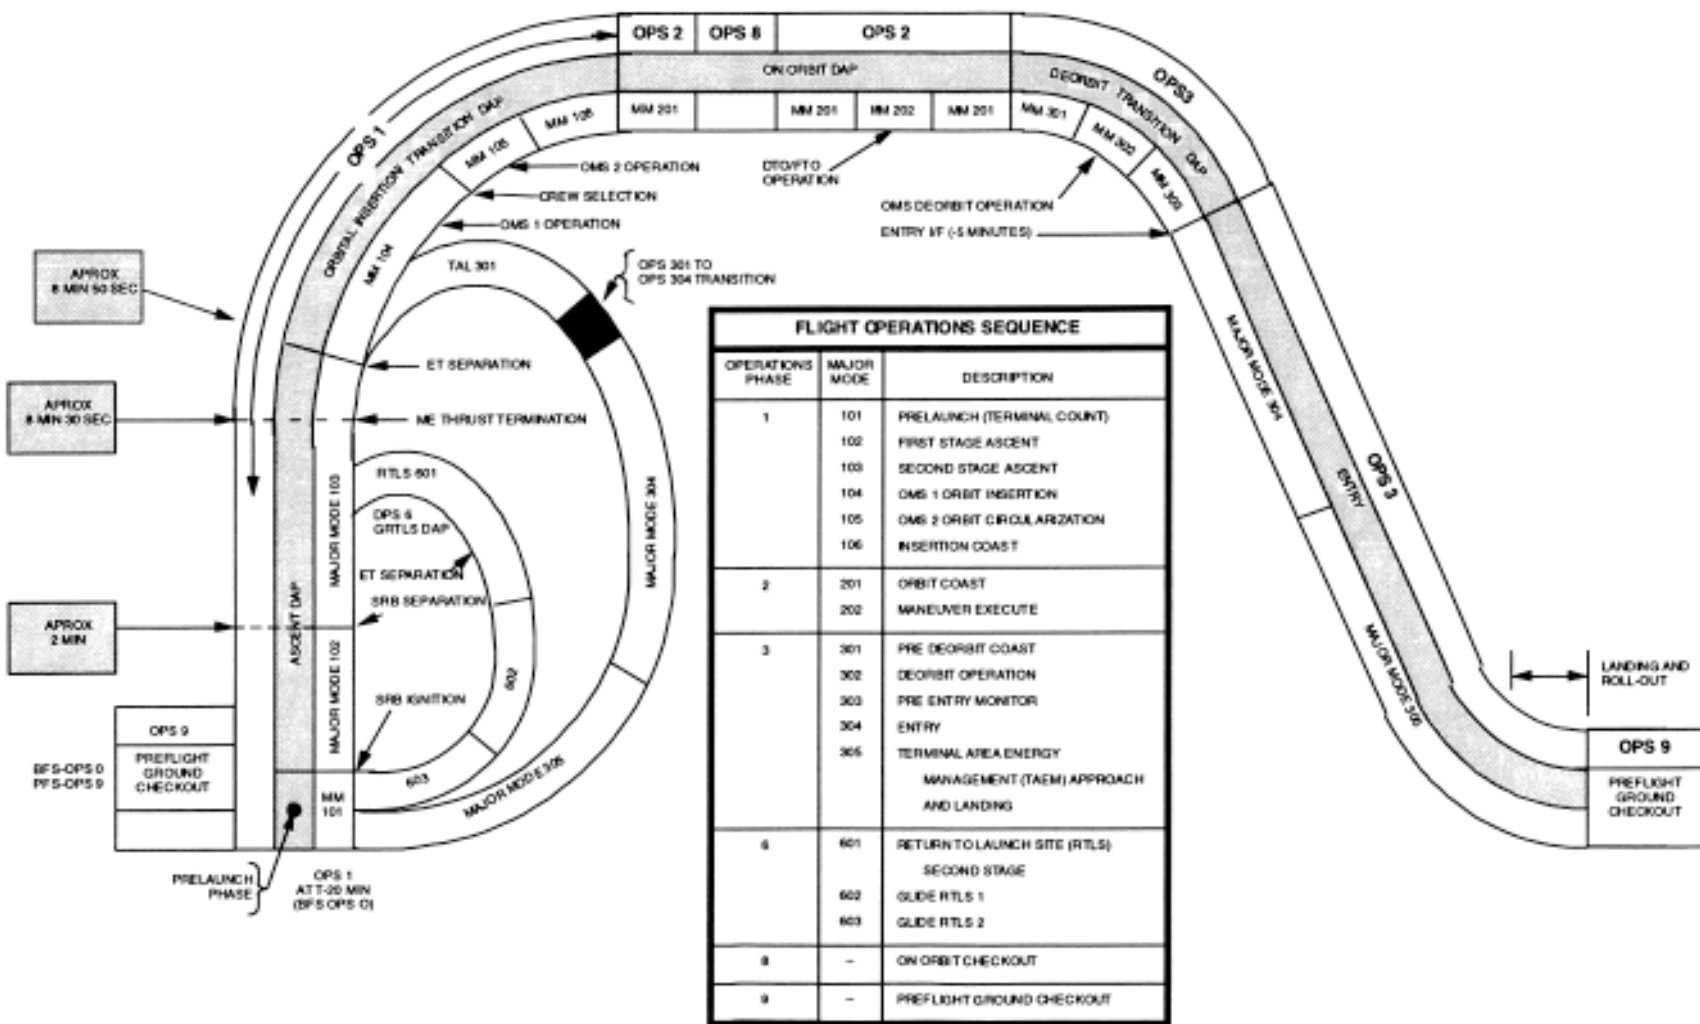 OPS 2
OPS 8
OPS 2
ON ORBIT DAP
MM 201
MM 201
MM 202
MM 201
OPS 1
ORBITAL INSERTION TRANSITION DAP
MM 104
MM 105
MM 106
DEORBIT TRANSITION DAP
OPS3
MM 301
MM 302
MM 303
OMS 2 OPERATION
CREW SELECTION
OMS 1 OPERATION
DTO/FTO
OPERATION
OMS DEORBIT OPERATION
ENTRY I/F (-5 MINUTES)
APROX
8 MIN 50 SEC
TAL 301
OPS 301 TO
OPS 304 TRANSITION
ET SEPARATION
APROX
8 MIN 30 SEC
ME THRUST TERMINATION
RTLS 601
OPS 6
GRTLS DAP
MAJOR MODE 103
ET SEPARATION
SRB SEPARATION
APROX
2 MIN
ASCENT DAP
MAJOR MODE 102
602
MAJOR MODE 304
SRB IGNITION
603
MAJOR MODE 305
OPS 9
PREFLIGHT
GROUND
CHECKOUT
BFS-OPS 0
PFS-OPS 9
MM
101
PRELAUNCH
PHASE
OPS 1
AT T-20 MIN
(BFS OPS O)
FLIGHT OPERATIONS SEQUENCE
OPERATIONS PHASE MAJOR MODE DESCRIPTION
1 101 PRELAUNCH (TERMINAL COUNT)
102 FIRST STAGE ASCENT
103 SECOND STAGE ASCENT
104 OMS 1 ORBIT INSERTION
105 OMS 2 ORBIT CIRCULARIZATION
106 INSERTION COAST
2 201 ORBIT COAST
202 MANEUVER EXECUTE
3 301 PRE DEORBIT COAST
302 DEORBIT OPERATION
303 PRE ENTRY MONITOR
304 ENTRY
305 TERMINAL AREA ENERGY
MANAGEMENT (TAEM) APPROACH
AND LANDING
6 601 RETURN TO LAUNCH SITE (RTLS)
SECOND STAGE
602 GLIDE RTLS 1
603 GLIDE RTLS 2
8 – ON ORBIT CHECKOUT
9 – PREFLIGHT GROUND CHECKOUT
MAJOR MODE 304
ENTRY
OPS 3
MAJOR MODE 305
LANDING AND
ROLL-OUT
OPS 9
PREFLIGHT
GROUND
CHECKOUT